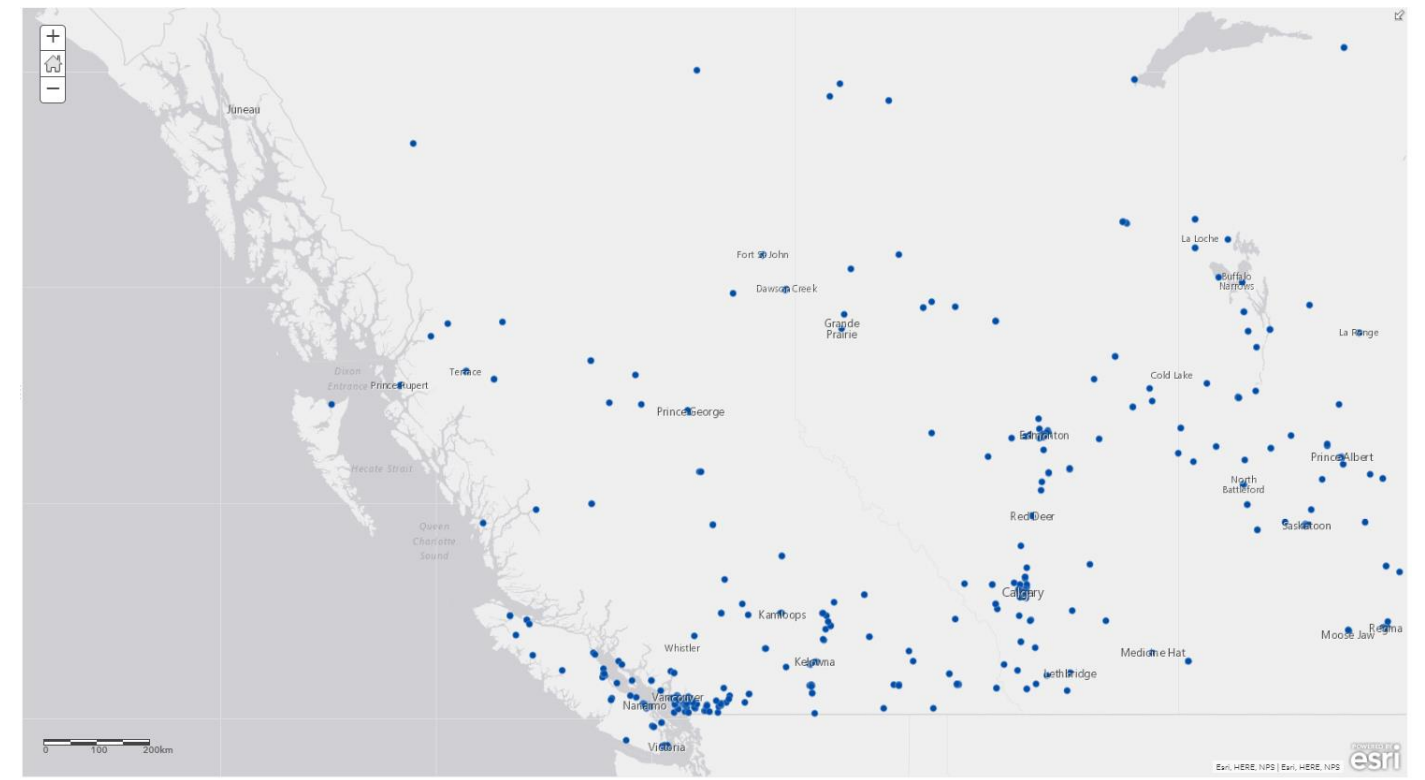 +
−
Juneau
La Loche
Fort St John
Buffalo
Narrows
Dawson Creek
Grande
Prairie
La Ronge
Dixon
Entrance
Prince Rupert
Terrace
Cold Lake
Prince George
Edmonton
Prince Albert
Hecate Strait
North
Battleford
Red Deer
Queen
Charlotte
Sound
Saskatoon
Calgary
Kamloops
Regina
Moose Jaw
Whistler
Medicine Hat
Kelowna
Lethbridge
Vancouver
Nanaimo
Victoria
0 100 200km
POWERED BY
esri
Esri, HERE, NPS | Esri, HERE, NPS